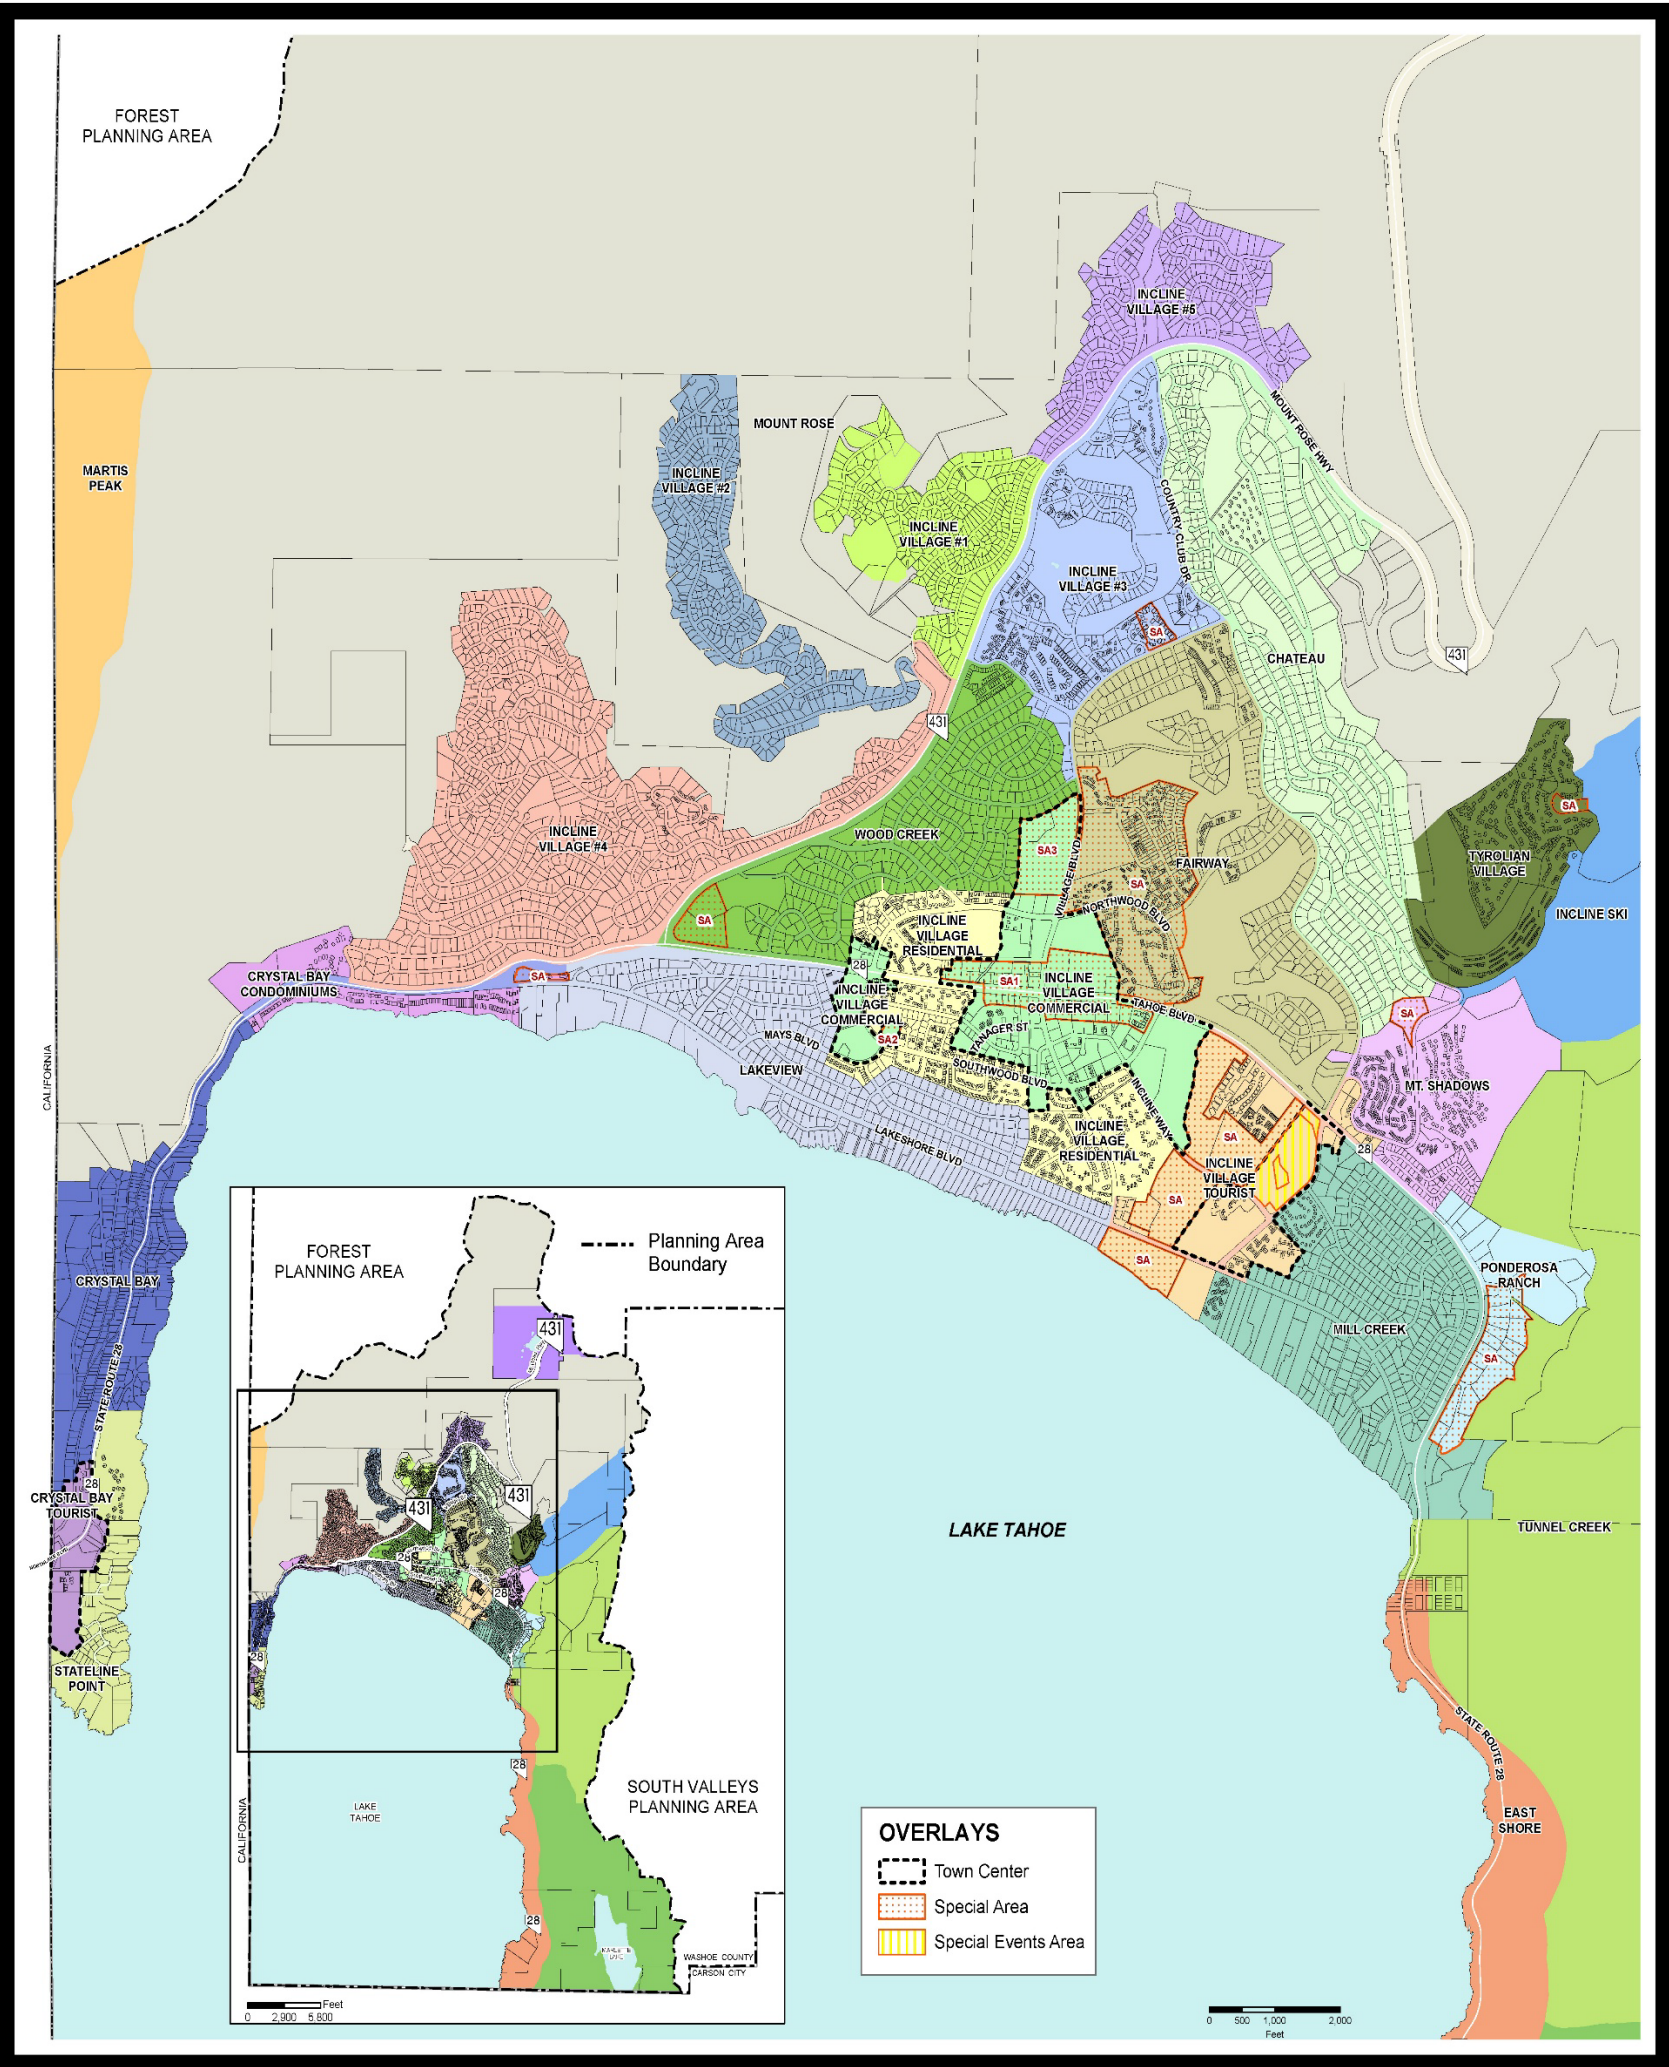 FOREST
PLANNING AREA
INCLINE
VILLAGE #5
MOUNT ROSE HWY
MOUNT ROSE
MARTIS
PEAK
INCLINE
VILLAGE #2
INCLINE
VILLAGE #1
COUNTRY CLUB DR
INCLINE
VILLAGE #3
SA
CHATEAU
431
431
INCLINE
VILLAGE #4
WOOD CREEK
SA3
VILLAGE BLVD
FAIRWAY
SA
NORTHWOOD BLVD
TYROLIAN
VILLAGE
SA
INCLINE SKI
SA
INCLINE
VILLAGE
RESIDENTIAL
28
CRYSTAL BAY
CONDOMINIUMS
SA
SA1
INCLINE
VILLAGE
COMMERCIAL
INCLINE
VILLAGE
COMMERCIAL
TAHOE BLVD
SA
MAYS BLVD
SA2
TANAGER ST
LAKEVIEW
SOUTHWOOD BLVD
INCLINE WAY
MT. SHADOWS
CALIFORNIA
LAKESHORE BLVD
INCLINE
VILLAGE
RESIDENTIAL
SA
28
INCLINE
VILLAGE
TOURIST
SA
SA
PONDEROSA
RANCH
CRYSTAL BAY
MILL CREEK
SA
STATE ROUTE 28
28
CRYSTAL BAY
TOURIST
STATELINE
POINT
LAKE TAHOE
TUNNEL CREEK
STATE ROUTE 28
EAST
SHORE
FOREST
PLANNING AREA
Planning Area
Boundary
431
431
431
28
28
28
28
LAKE
TAHOE
CALIFORNIA
SOUTH VALLEYS
PLANNING AREA
28
WASHOE COUNTY
CARSON CITY
Feet
0 2,900 5,800
OVERLAYS
Town Center
Special Area
Special Events Area
0 500 1,000 2,000
Feet